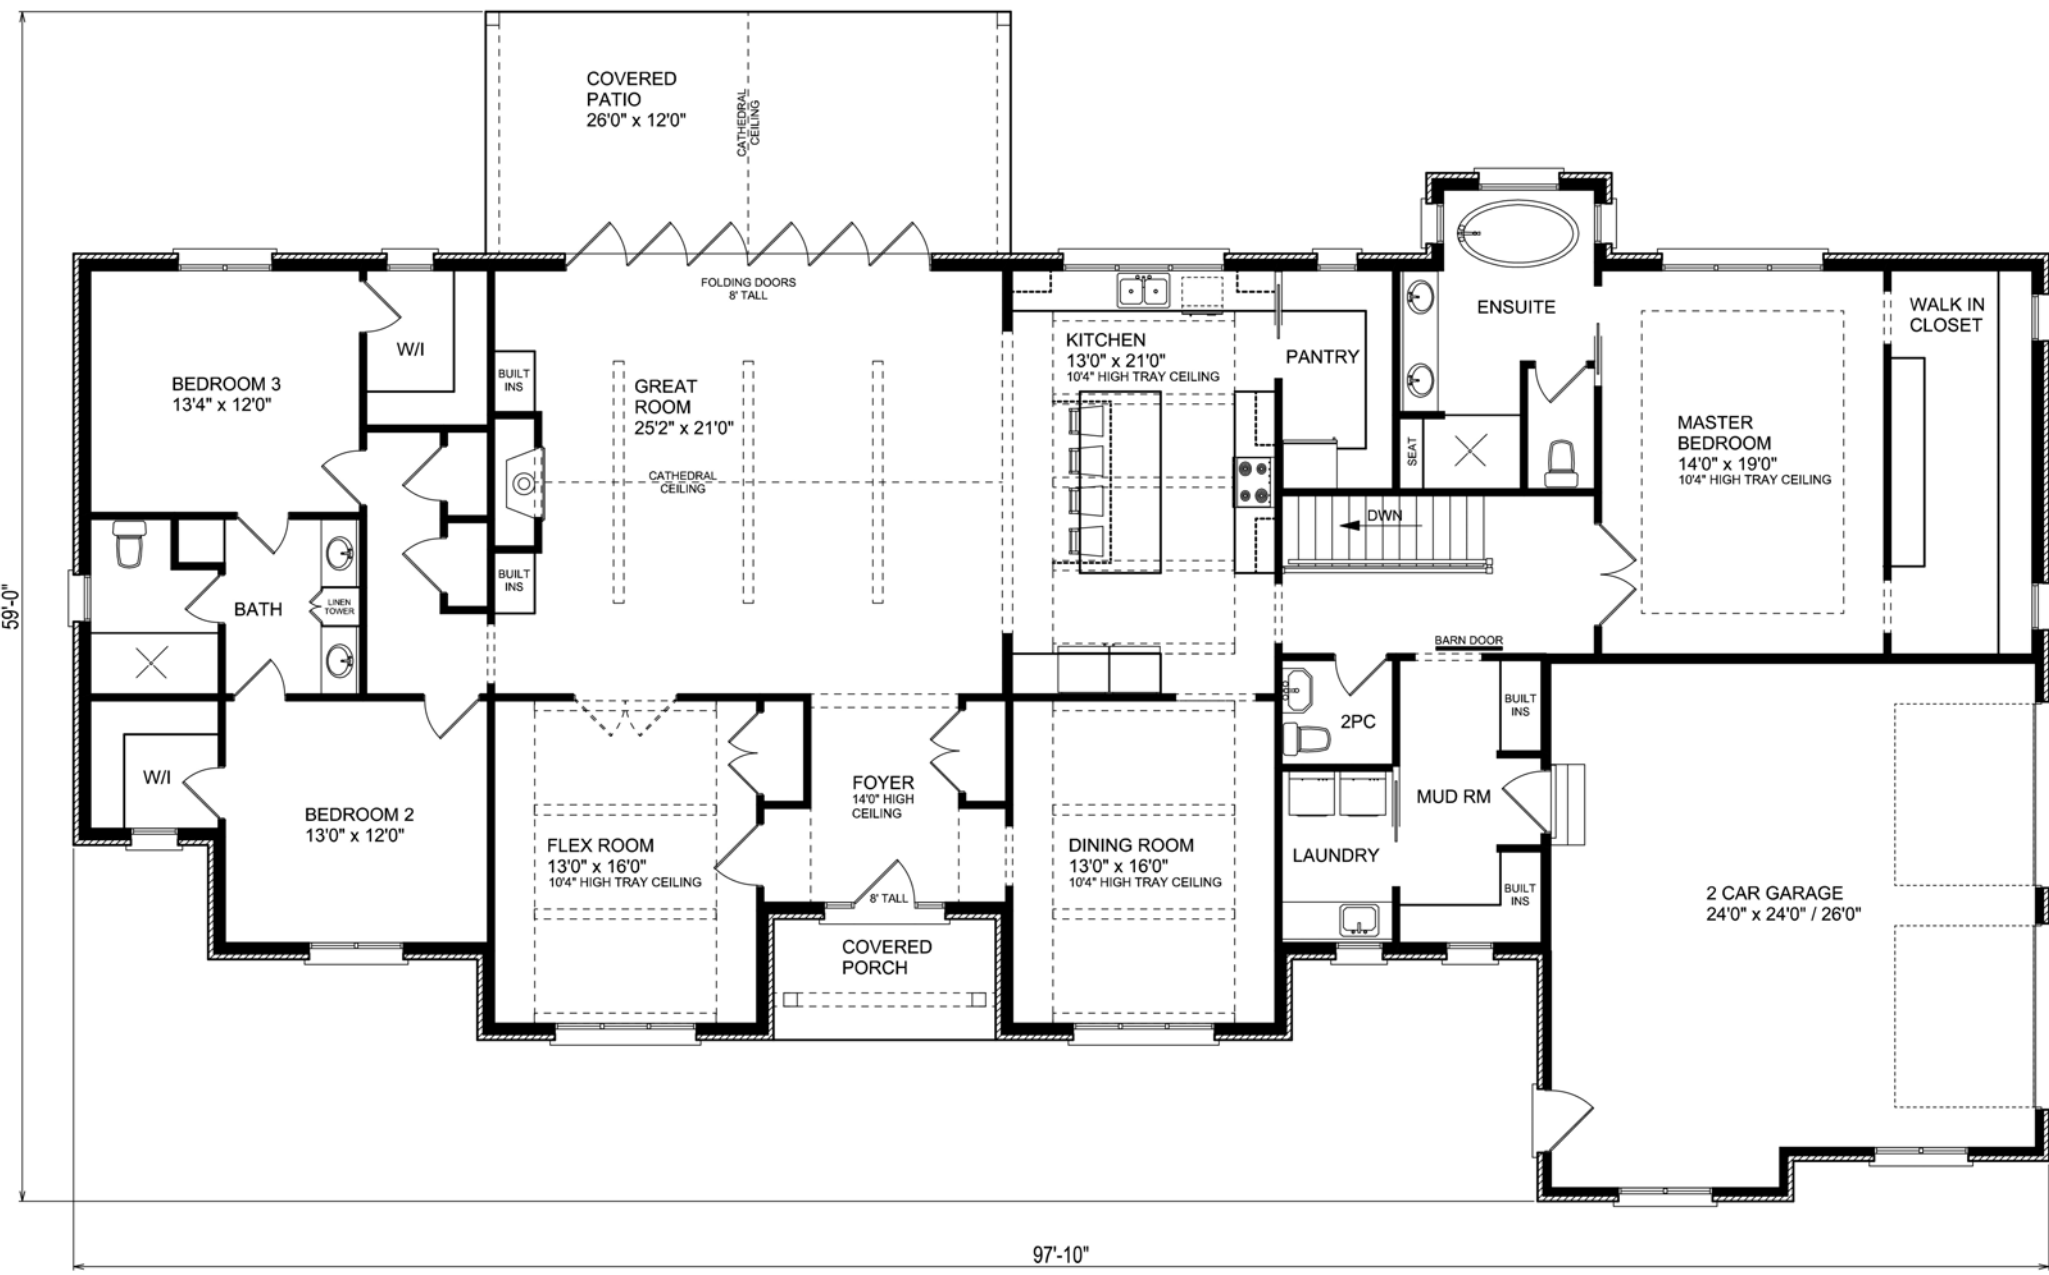 COVERED
PATIO
26'0" x 12'0"
CATHEDRAL
CEILING
FOLDING DOORS
8' TALL
ENSUITE
WALK IN
CLOSET
KITCHEN
13'0" x 21'0"
10'4" HIGH TRAY CEILING
PANTRY
W/I
BEDROOM 3
13'4" x 12'0"
BUILT
INS
GREAT
ROOM
25'2" x 21'0"
CATHEDRAL
CEILING
SEAT
MASTER
BEDROOM
14'0" x 19'0"
10'4" HIGH TRAY CEILING
DWN
BUILT
INS
59'-0"
BATH
LINEN
TOWER
BARN DOOR
BUILT
INS
2PC
W/I
BEDROOM 2
13'0" x 12'0"
FOYER
14'0" HIGH
CEILING
MUD RM
FLEX ROOM
13'0" x 16'0"
10'4" HIGH TRAY CEILING
DINING ROOM
13'0" x 16'0"
10'4" HIGH TRAY CEILING
LAUNDRY
8' TALL
BUILT
INS
2 CAR GARAGE
24'0" x 24'0" / 26'0"
COVERED
PORCH
97'-10"